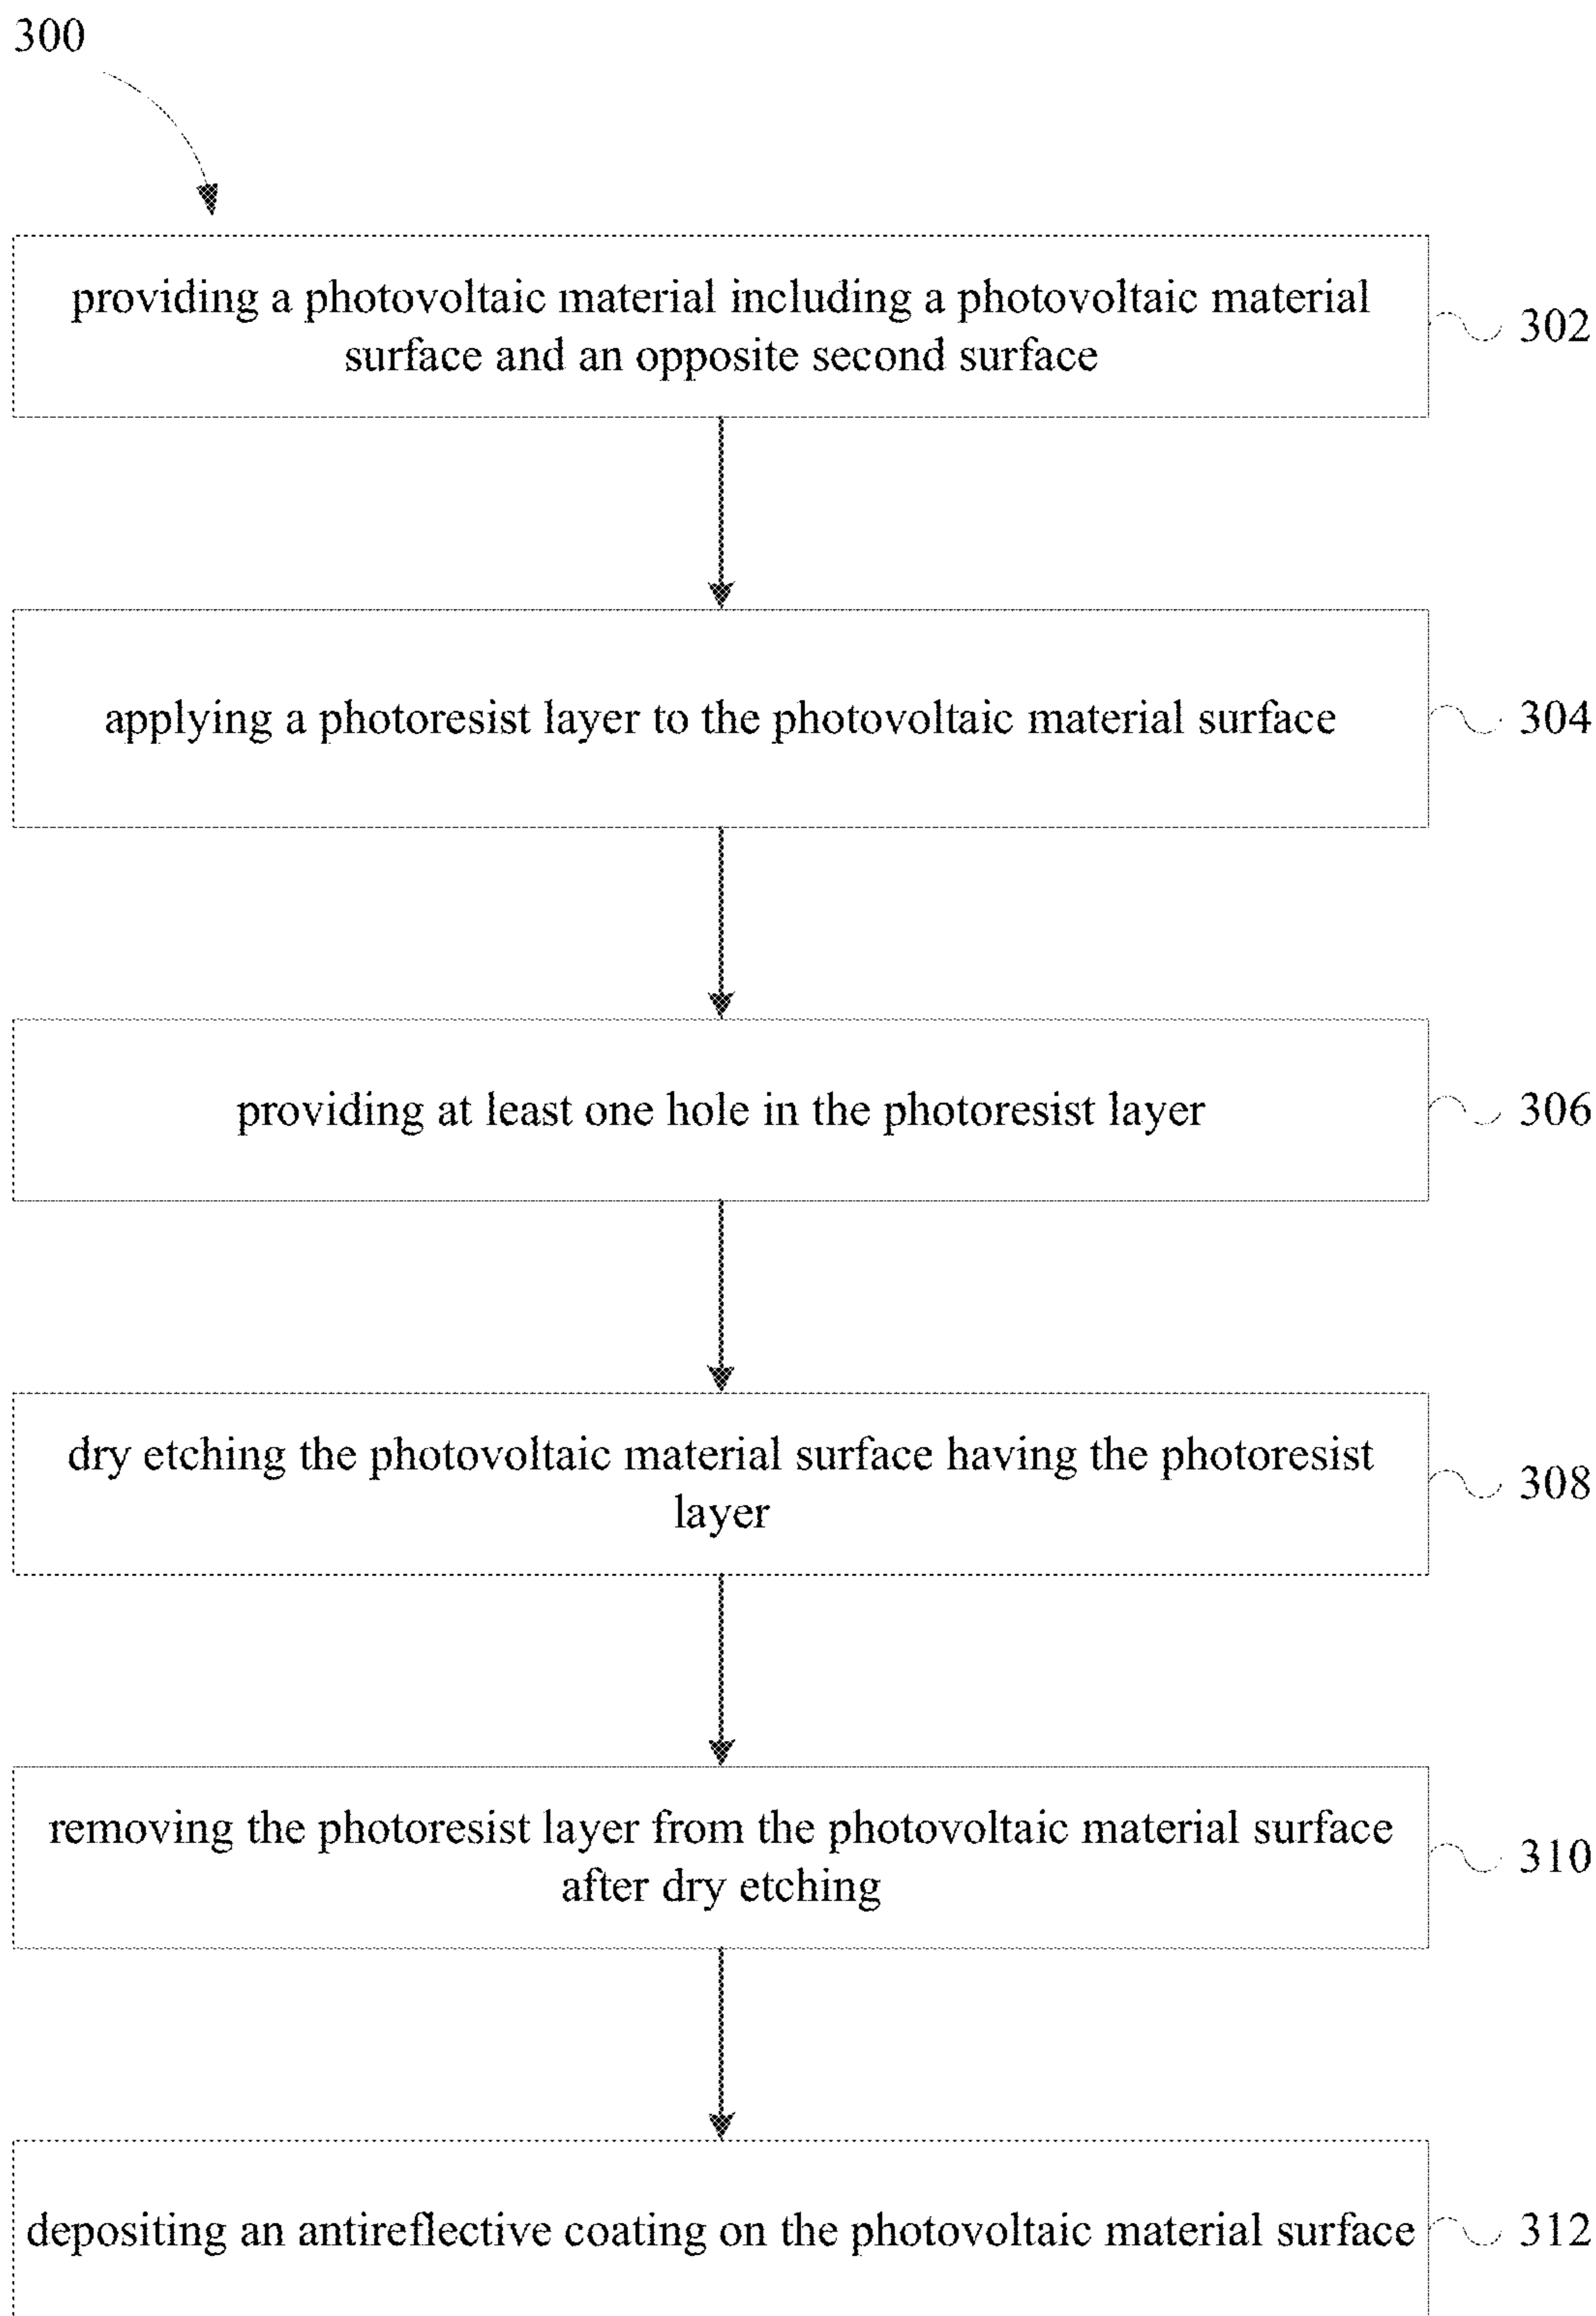 300
providing a photovoltaic material including a photovoltaic material
surface and an opposite second surface
302
applying a photoresist layer to the photovoltaic material surface
304
providing at least one hole in the photoresist layer
306
dry etching the photovoltaic material surface having the photoresist
layer
308
removing the photoresist layer from the photovoltaic material surface
after dry etching
310
depositing an antireflective coating on the photovoltaic material surface
312